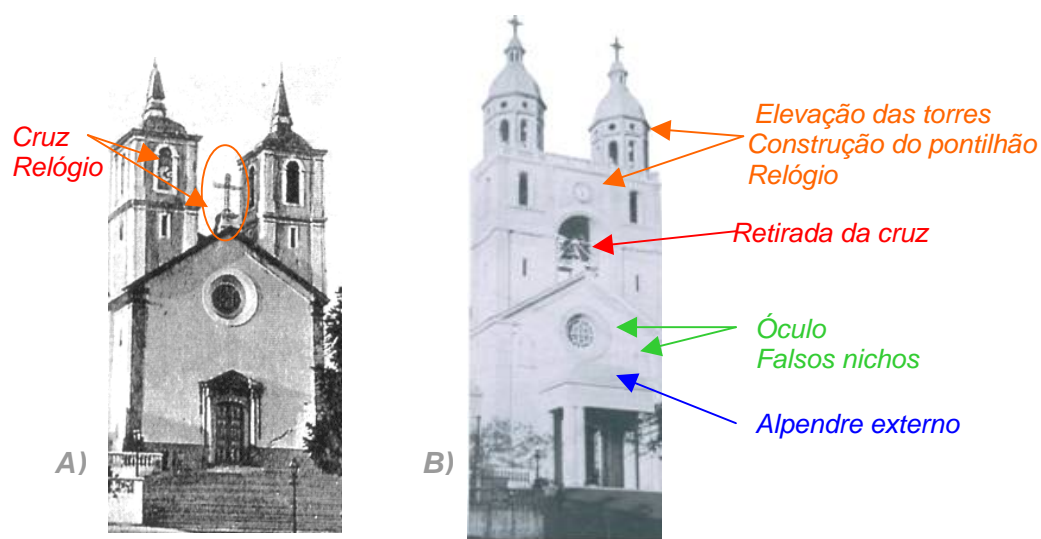 Cruz
Relógio
A)
B)
Elevação das torres
Construção do pontilhão
Relógio
Retirada da cruz
Óculo
Falsos nichos
Alpendre externo